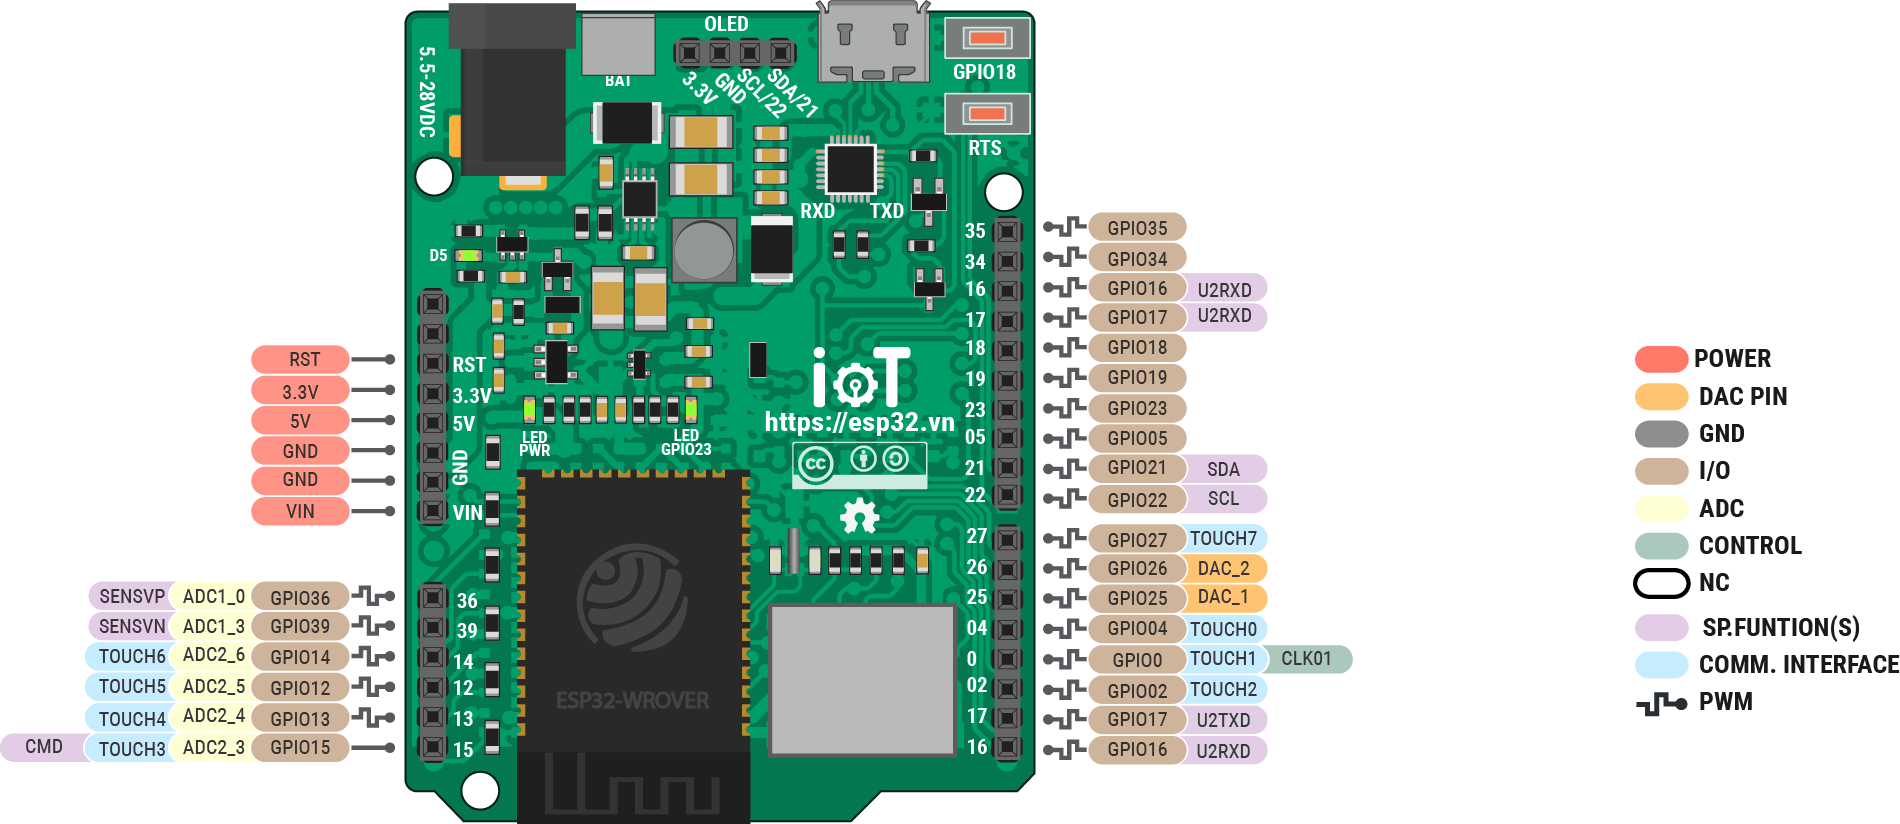 OLED
3.3V
GND
SCL/22
SDA/21
5.5-28VDC
BAT
GPIO18
RTS
RXD
TXD
D5
RST
3.3V
5V
GND
VIN
LED
PWR
LED
GPIO23
ioT
https://esp32.vn
cc
ESP32-WROVER
36
39
14
12
13
15
35
34
16
17
18
19
23
05
21
22
27
26
25
04
0
02
17
16
RST
3.3V
5V
GND
GND
VIN
SENSVP ADC1_0 GPIO36
SENSVN ADC1_3 GPIO39
TOUCH6 ADC2_6 GPIO14
TOUCH5 ADC2_5 GPIO12
TOUCH4 ADC2_4 GPIO13
CMD TOUCH3 ADC2_3 GPIO15
GPIO35
GPIO34
GPIO16 U2RXD
GPIO17 U2RXD
GPIO18
GPIO19
GPIO23
GPIO05
GPIO21 SDA
GPIO22 SCL
GPIO27 TOUCH7
GPIO26 DAC_2
GPIO25 DAC_1
GPIO04 TOUCH0
GPIO0 TOUCH1 CLK01
GPIO02 TOUCH2
GPIO17 U2TXD
GPIO16 U2RXD
POWER
DAC PIN
GND
I/O
ADC
CONTROL
NC
SP.FUNTION(S)
COMM. INTERFACE
PWM